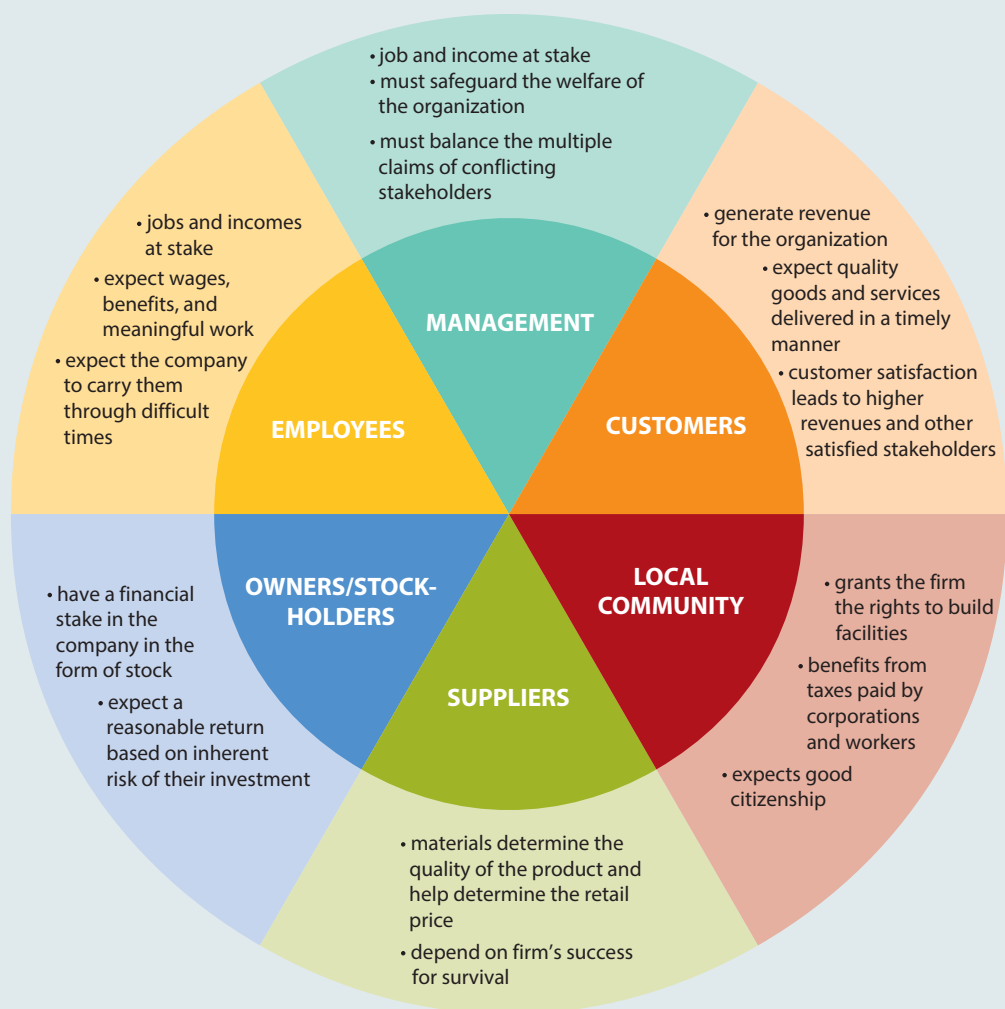 • job and income at stake
• must safeguard the welfare of
the organization
• must balance the multiple
claims of conflicting
stakeholders
MANAGEMENT
• generate revenue
for the organization
• expect quality
goods and services
delivered in a timely
manner
• customer satisfaction
leads to higher
revenues and other
satisfied stakeholders
CUSTOMERS
• jobs and incomes
at stake
• expect wages,
benefits, and
meaningful work
• expect the company
to carry them
through difficult
times
EMPLOYEES
OWNERS/STOCK-
HOLDERS
• have a financial
stake in the
company in the
form of stock
• expect a
reasonable return
based on inherent
risk of their investment
LOCAL
COMMUNITY
• grants the firm
the rights to build
facilities
• benefits from
taxes paid by
corporations
and workers
• expects good
citizenship
SUPPLIERS
• materials determine the
quality of the product and
help determine the retail
price
• depend on firm's success
for survival